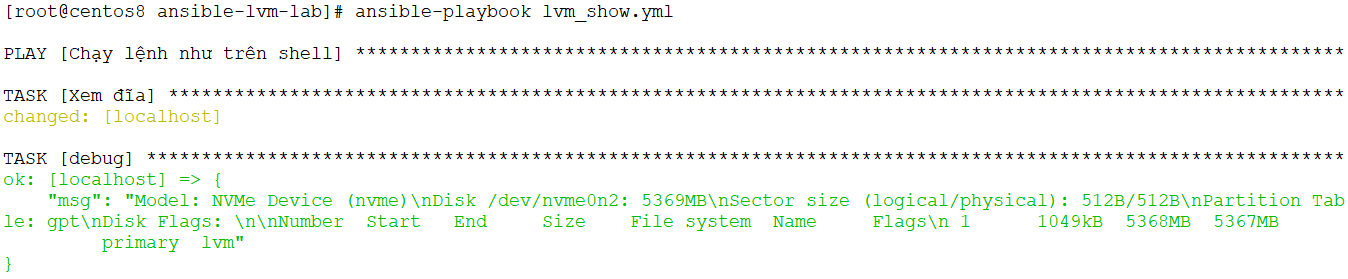 [root@centos8 ansible-lvm-lab]# ansible-playbook lvm_show.yml
PLAY [Chạy lệnh như trên shell] ******************************************************************************************
TASK [Xem đĩa] ***********************************************************************************************************
changed: [localhost]
TASK [debug] *************************************************************************************************************
ok: [localhost] => {
    "msg": "Model: NVMe Device (nvme)\nDisk /dev/nvme0n2: 5369MB\nSector size (logical/physical): 512B/512B\nPartition Tab
le: gpt\nDisk Flags: \n\nNumber  Start   End     Size    File system  Name     Flags\n 1      1049kB  5368MB  5367MB
         primary  lvm"
}